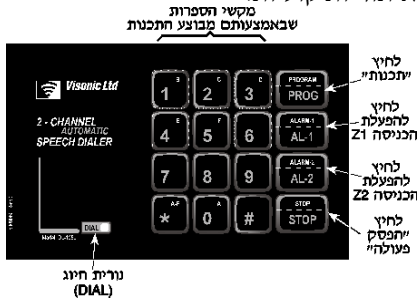 מקשי הספרות
שבאמצעותם מבוצע התכנות
Visonic Ltd
2 - CHANNEL
AUTOMATIC
SPEECH DIALER
DIAL
B
1
C
2
D
3
PROGRAM
PROG
E
4
F
5
6
ALARM-1
AL-1
7
8
9
ALARM-2
AL-2
A-F
*
A
0
#
STOP
STOP
לחיץ
"תכנות"
לחיץ
להפעלת
הכניסה Z1
לחיץ
להפעלת
הכניסה Z2
לחיץ
"הפסק
פעולה"
נורית חיוג
(DIAL)